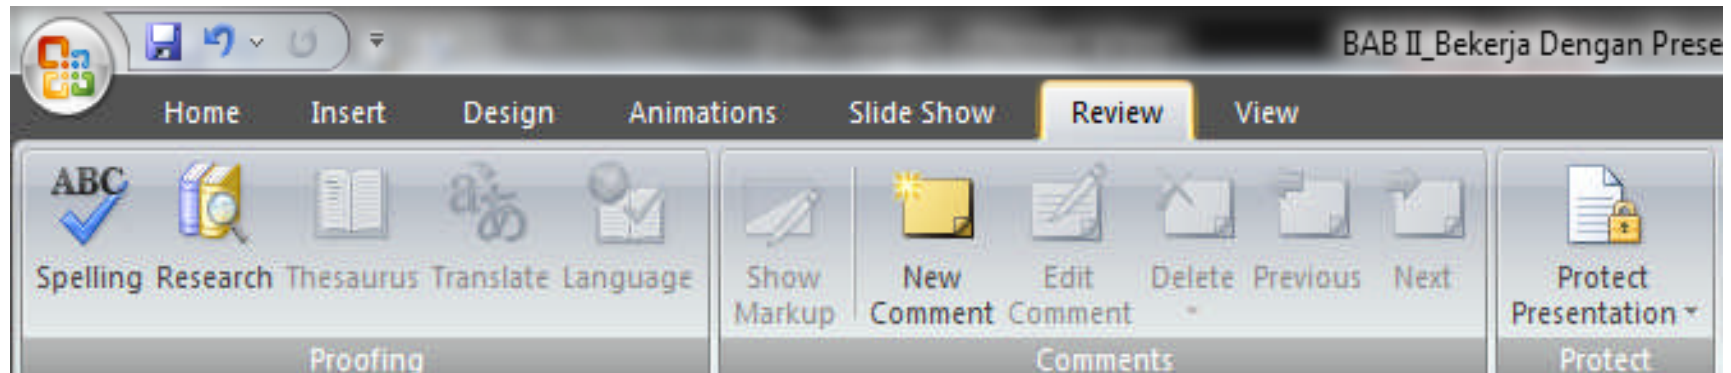 BAB II_Bekerja Dengan Prese
Home Insert Design Animations Slide Show Review View
ABC
Spelling Research Thesaurus Translate Language Show Markup New Comment Edit Comment Delete Previous Next Protect Presentation
Proofing Comments Protect